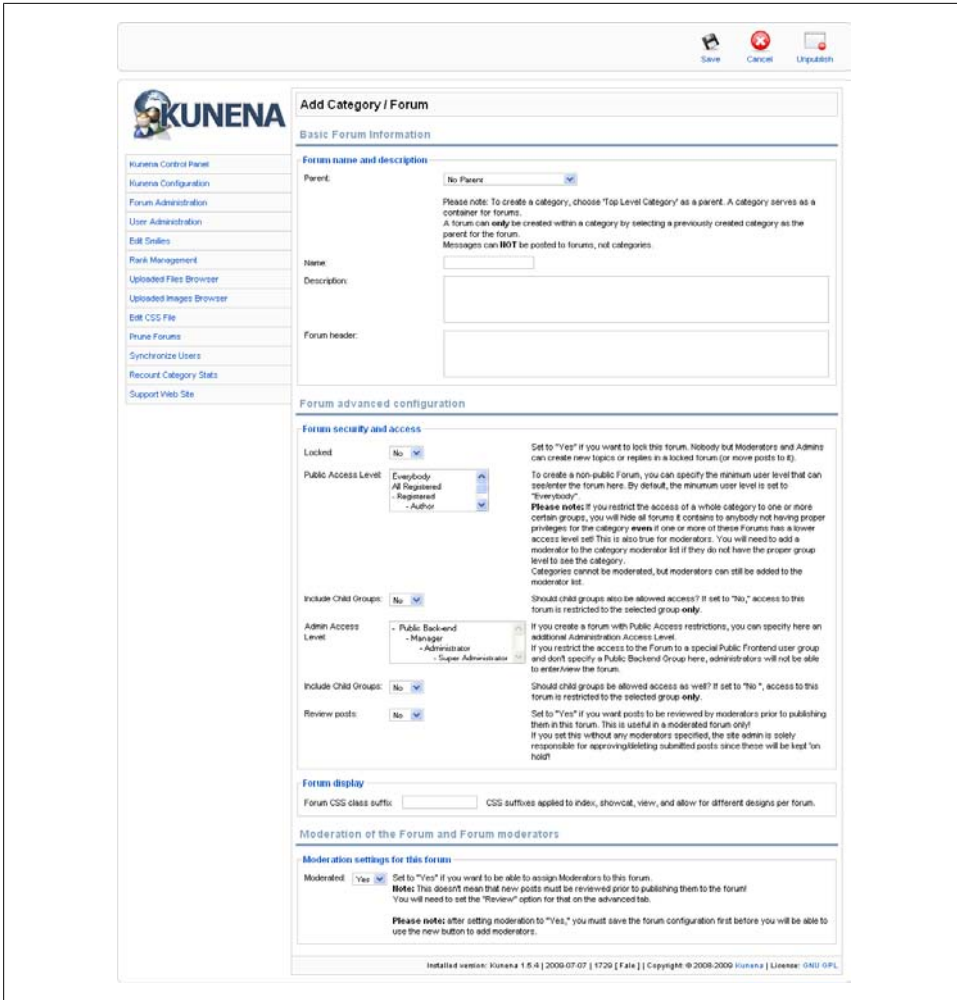 Save Cancel Unpublish
KUNENA
Kunena Control Panel
Kunena Configuration
Forum Administration
User Administration
Edit Smilies
Rank Management
Uploaded Files Browser
Uploaded Images Browser
Edit CSS File
Prune Forums
Synchronize Users
Recount Category Stats
Support Web Site
Add Category / Forum
Basic Forum Information
Forum name and description
Parent: No Parent
Please note: To create a category, choose 'Top Level Category' as a parent. A category serves as a
container for forums.
A forum can only be created within a category by selecting a previously created category as the
parent for the forum.
Messages can NOT be posted to forums, not categories.
Name:
Description:
Forum header:
Forum advanced configuration
Forum security and access
Locked: No
Set to "Yes" if you want to lock this forum. Nobody but Moderators and Admins
can create new topics or replies in a locked forum (or move posts to it).
Public Access Level:
Everybody
All Registered
- Registered
- Author
To create a non-public Forum, you can specify the minimum user level that can
see/enter the forum here. By default, the minumum user level is set to
"Everybody".
Please note: If you restrict the access of a whole category to one or more
certain groups, you will hide all forums it contains to anybody not having proper
privileges for the category even if one or more of these Forums has a lower
access level set! This is also true for moderators. You will need to add a
moderator to the category moderator list if they do not have the proper group
level to see the category.
Categories cannot be moderated, but moderators can still be added to the
moderator list.
Include Child Groups: No
Should child groups also be allowed access? If set to "No," access to this
forum is restricted to the selected group only.
Admin Access
Level:
- Public Back-end
- Manager
- Administrator
- Super Administrator
If you create a forum with Public Access restrictions, you can specify here an
additional Administration Access Level.
If you restrict the access to the Forum to a special Public Frontend user group
and don't specify a Public Backend Group here, administrators will not be able
to enter/view the forum.
Include Child Groups: No
Should child groups be allowed access as well? If set to "No ", access to this
forum is restricted to the selected group only.
Review posts: No
Set to "Yes" if you want posts to be reviewed by moderators prior to publishing
them in this forum. This is useful in a moderated forum only!
If you set this without any moderators specified, the site admin is solely
responsible for approving/deleting submitted posts since these will be kept 'on
hold'!
Forum display
Forum CSS class suffix CSS suffixes applied to index, showcat, view, and allow for different designs per forum.
Moderation of the Forum and Forum moderators
Moderation settings for this forum
Moderated: Yes
Set to "Yes" if you want to be able to assign Moderators to this forum.
Note: This doesn't mean that new posts must be reviewed prior to publishing them to the forum!
You will need to set the "Review" option for that on the advanced tab.
Please note: after setting moderation to "Yes," you must save the forum configuration first before you will be able to
use the new button to add moderators.
Installed version: Kunena 1.5.4 | 2009-07-07 | 1729 [ Fale ] | Copyright: © 2008-2009 Kunena | License: GNU GPL